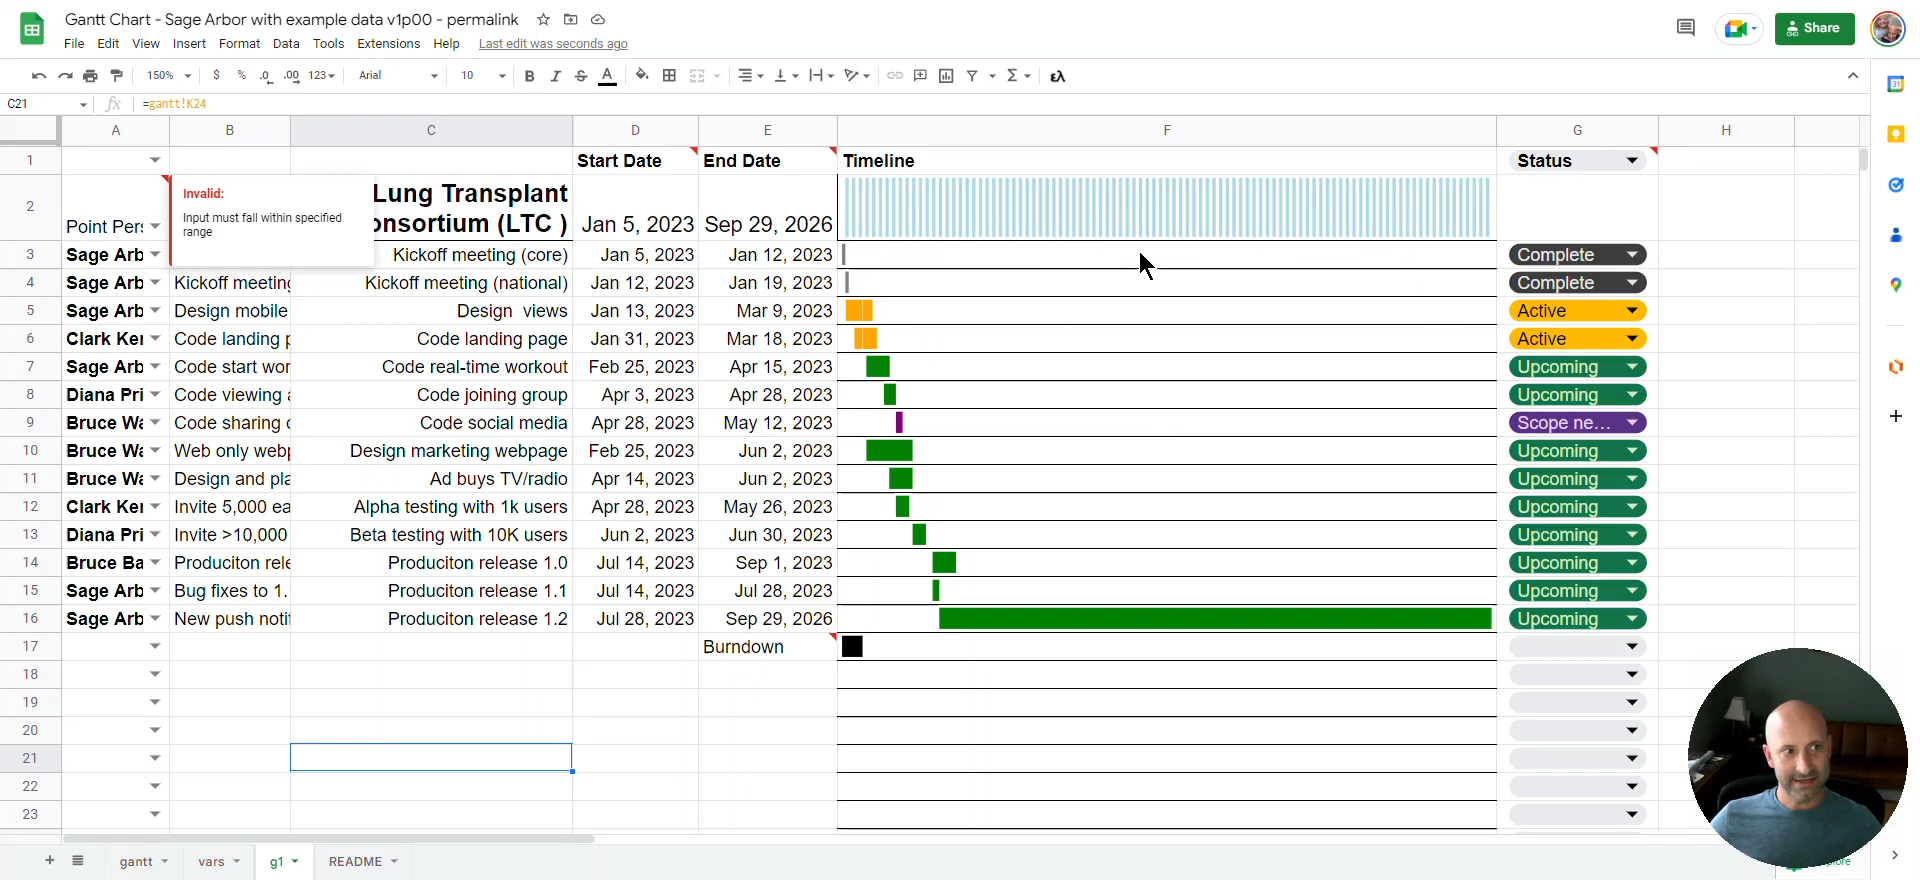 Gantt Chart - Sage Arbor with example data v1p00 - permalink
File Edit View Insert Format Data Tools Extensions Help Last edit was seconds ago
Share
150% $ % .0 .00 123 Arial 10 B I S A Σ ελ
C21 fx =gantt!K24
A B C D E F G H
1 Start Date End Date Timeline Status
Invalid:
Input must fall within specified
range
2 Point Pers Lung Transplant
onsortium (LTC ) Jan 5, 2023 Sep 29, 2026
3 Sage Arb Kickoff meeting (core) Jan 5, 2023 Jan 12, 2023 Complete
4 Sage Arb Kickoff meeting Kickoff meeting (national) Jan 12, 2023 Jan 19, 2023 Complete
5 Sage Arb Design mobile Design views Jan 13, 2023 Mar 9, 2023 Active
6 Clark Ker Code landing p Code landing page Jan 31, 2023 Mar 18, 2023 Active
7 Sage Arb Code start wor Code real-time workout Feb 25, 2023 Apr 15, 2023 Upcoming
8 Diana Pri Code viewing a Code joining group Apr 3, 2023 Apr 28, 2023 Upcoming
9 Bruce Wa Code sharing o Code social media Apr 28, 2023 May 12, 2023 Scope ne...
10 Bruce Wa Web only webp Design marketing webpage Feb 25, 2023 Jun 2, 2023 Upcoming
11 Bruce Wa Design and pla Ad buys TV/radio Apr 14, 2023 Jun 2, 2023 Upcoming
12 Clark Ker Invite 5,000 ea Alpha testing with 1k users Apr 28, 2023 May 26, 2023 Upcoming
13 Diana Pri Invite >10,000 Beta testing with 10K users Jun 2, 2023 Jun 30, 2023 Upcoming
14 Bruce Ba Produciton rele Produciton release 1.0 Jul 14, 2023 Sep 1, 2023 Upcoming
15 Sage Arb Bug fixes to 1. Produciton release 1.1 Jul 14, 2023 Jul 28, 2023 Upcoming
16 Sage Arb New push notif Produciton release 1.2 Jul 28, 2023 Sep 29, 2026 Upcoming
17 Burndown
18
19
20
21
22
23
gantt vars g1 README